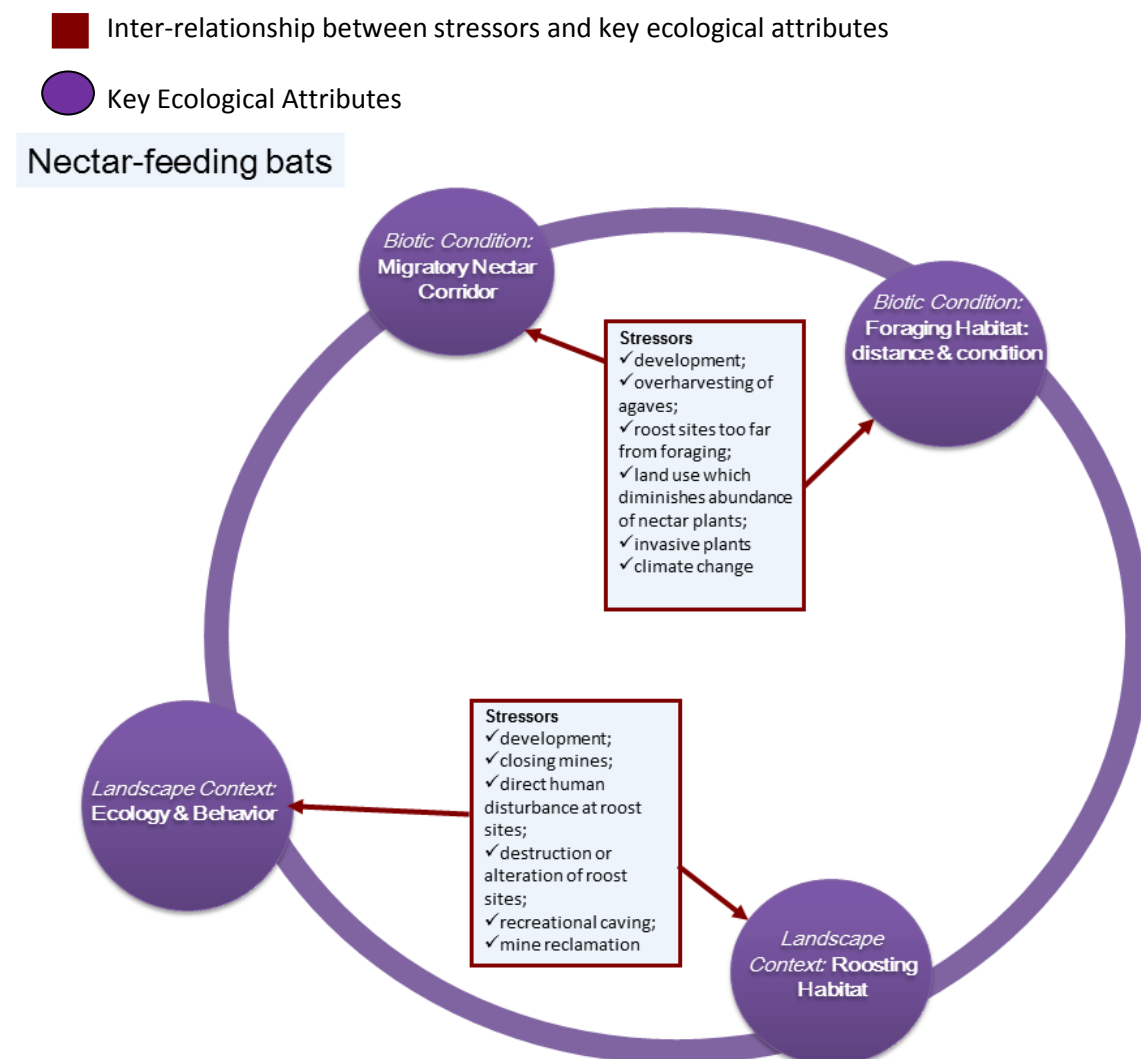 Inter-relationship between stressors and key ecological attributes
Key Ecological Attributes
Nectar-feeding bats
Biotic Condition:
Migratory Nectar
Corridor
Biotic Condition:
Foraging Habitat:
distance & condition
Stressors
✓development;
✓overharvesting of
agaves;
✓roost sites too far
from foraging;
✓land use which
diminishes abundance
of nectar plants;
✓invasive plants
✓climate change
Landscape Context:
Ecology & Behavior
Stressors
✓development;
✓closing mines;
✓direct human
disturbance at roost
sites;
✓destruction or
alteration of roost
sites;
✓recreational caving;
✓mine reclamation
Landscape
Context: Roosting
Habitat